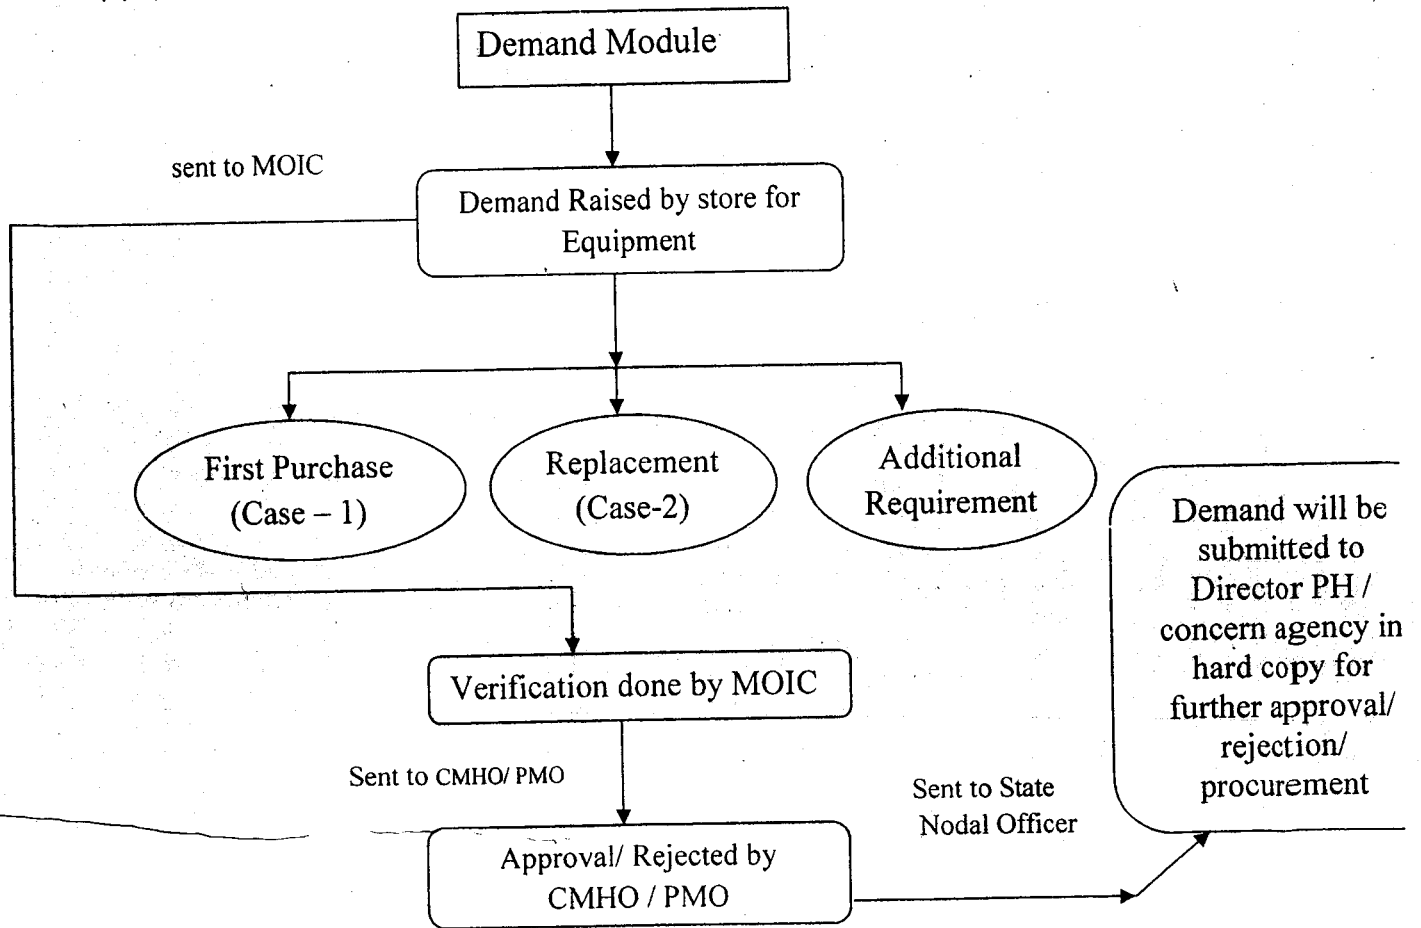 Demand Module
sent to MOIC
Demand Raised by store for
Equipment
First Purchase
(Case – 1)
Replacement
(Case-2)
Additional
Requirement
Demand will be
submitted to
Director PH /
concern agency in
hard copy for
further approval/
rejection/
procurement
Verification done by MOIC
Sent to CMHO/ PMO
Sent to State
Nodal Officer
Approval/ Rejected by
CMHO / PMO